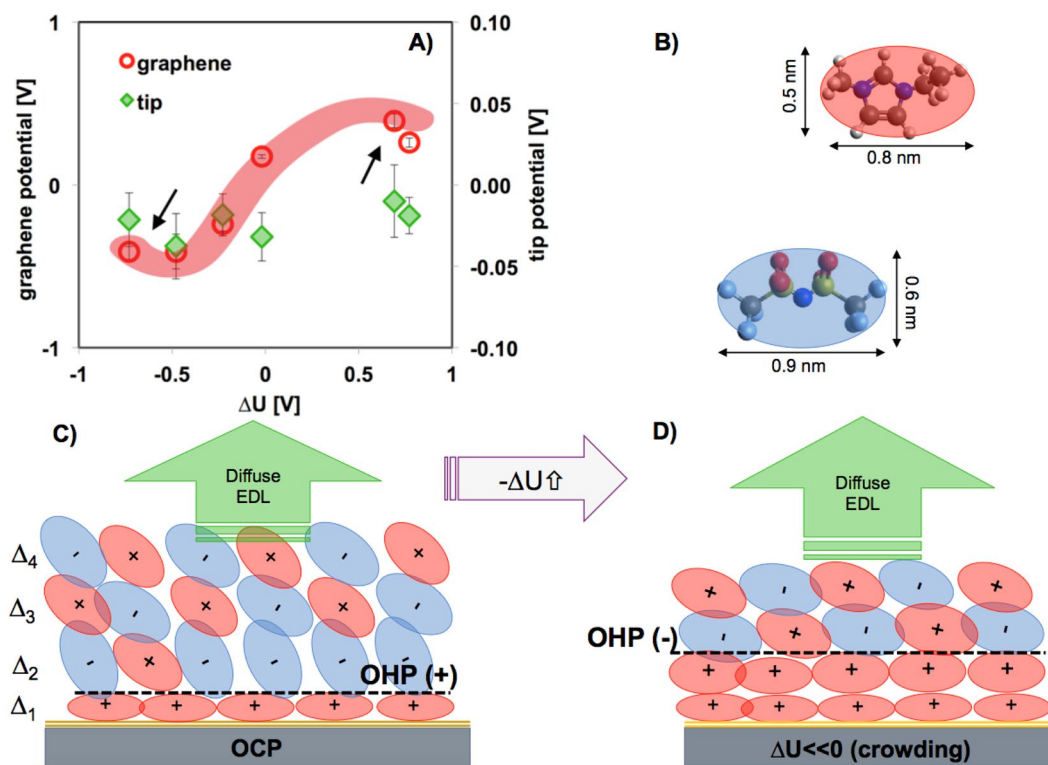 A)
graphene
tip
1
0
-1
graphene potential [V]
0.10
0.05
0.00
-0.05
-0.10
tip potential [V]
-1
-0.5
0
0.5
1
ΔU [V]
B)
0.5 nm
0.8 nm
0.6 nm
0.9 nm
C)
Diffuse
EDL
-ΔU⇧
D)
Diffuse
EDL
Δ4
- + - + - +
Δ3
+ - + - + -
Δ2
- + - - - -
OHP (+)
Δ1
+ + + + +
OCP
+ - + - +
- + - + -
OHP (-)
+ + + + +
+ + + + +
ΔU<<0 (crowding)